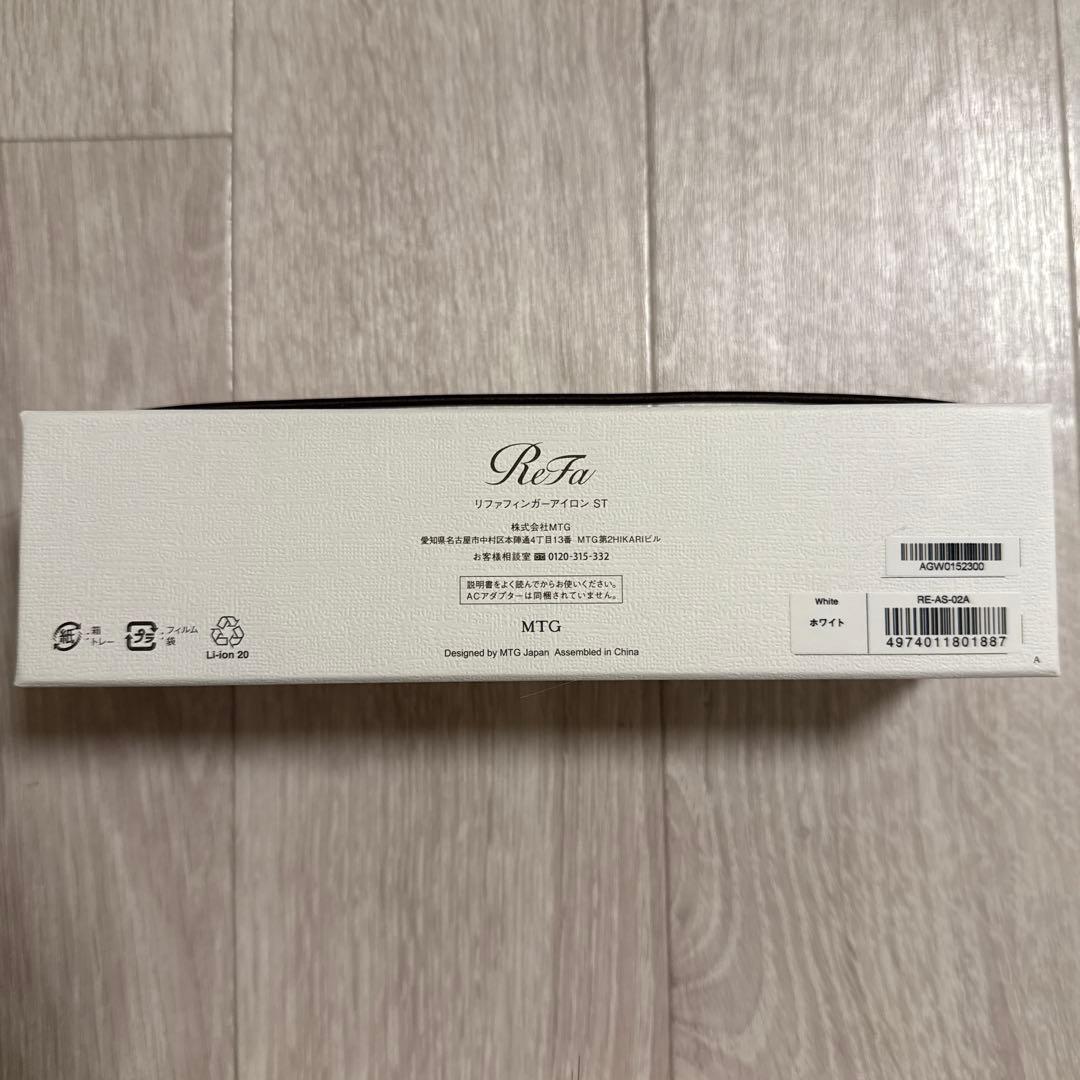 ReFa
リファフィンガーアイロン ST
株式会社MTG
愛知県名古屋市中村区本陣通4丁目13番 MTG第2HIKARIビル
お客様相談室 0120-315-332
説明書をよく読んでからお使いください。
ACアダプターは同梱されていません。
MTG
Designed by MTG Japan Assembled in China
紙 :箱
トレー
プラ :フィルム
袋
Li-ion 20
AGW0152300
White
ホワイト
RE-AS-02A
4974011801887
A